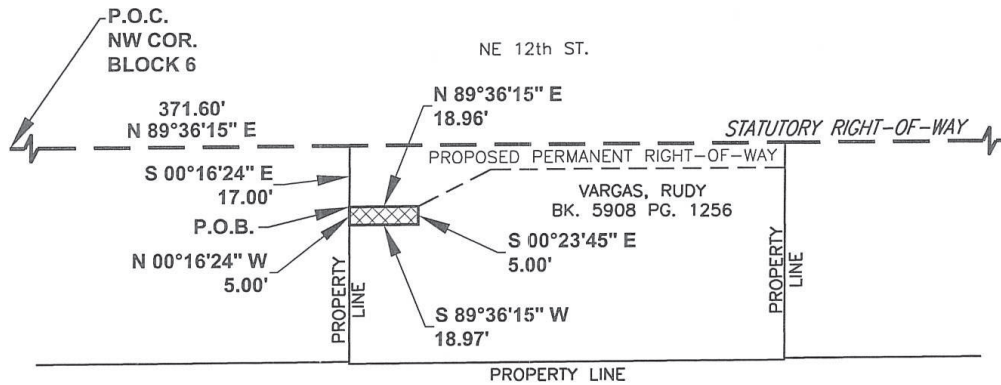 P.O.C.
NW COR.
BLOCK 6
NE 12th ST.
371.60'
N 89°36'15" E
N 89°36'15" E
18.96'
STATUTORY RIGHT-OF-WAY
PROPOSED PERMANENT RIGHT-OF-WAY
S 00°16'24" E
17.00'
VARGAS, RUDY
BK. 5908 PG. 1256
P.O.B.
S 00°23'45" E
5.00'
N 00°16'24" W
5.00'
PROPERTY
LINE
PROPERTY
LINE
S 89°36'15" W
18.97'
PROPERTY LINE